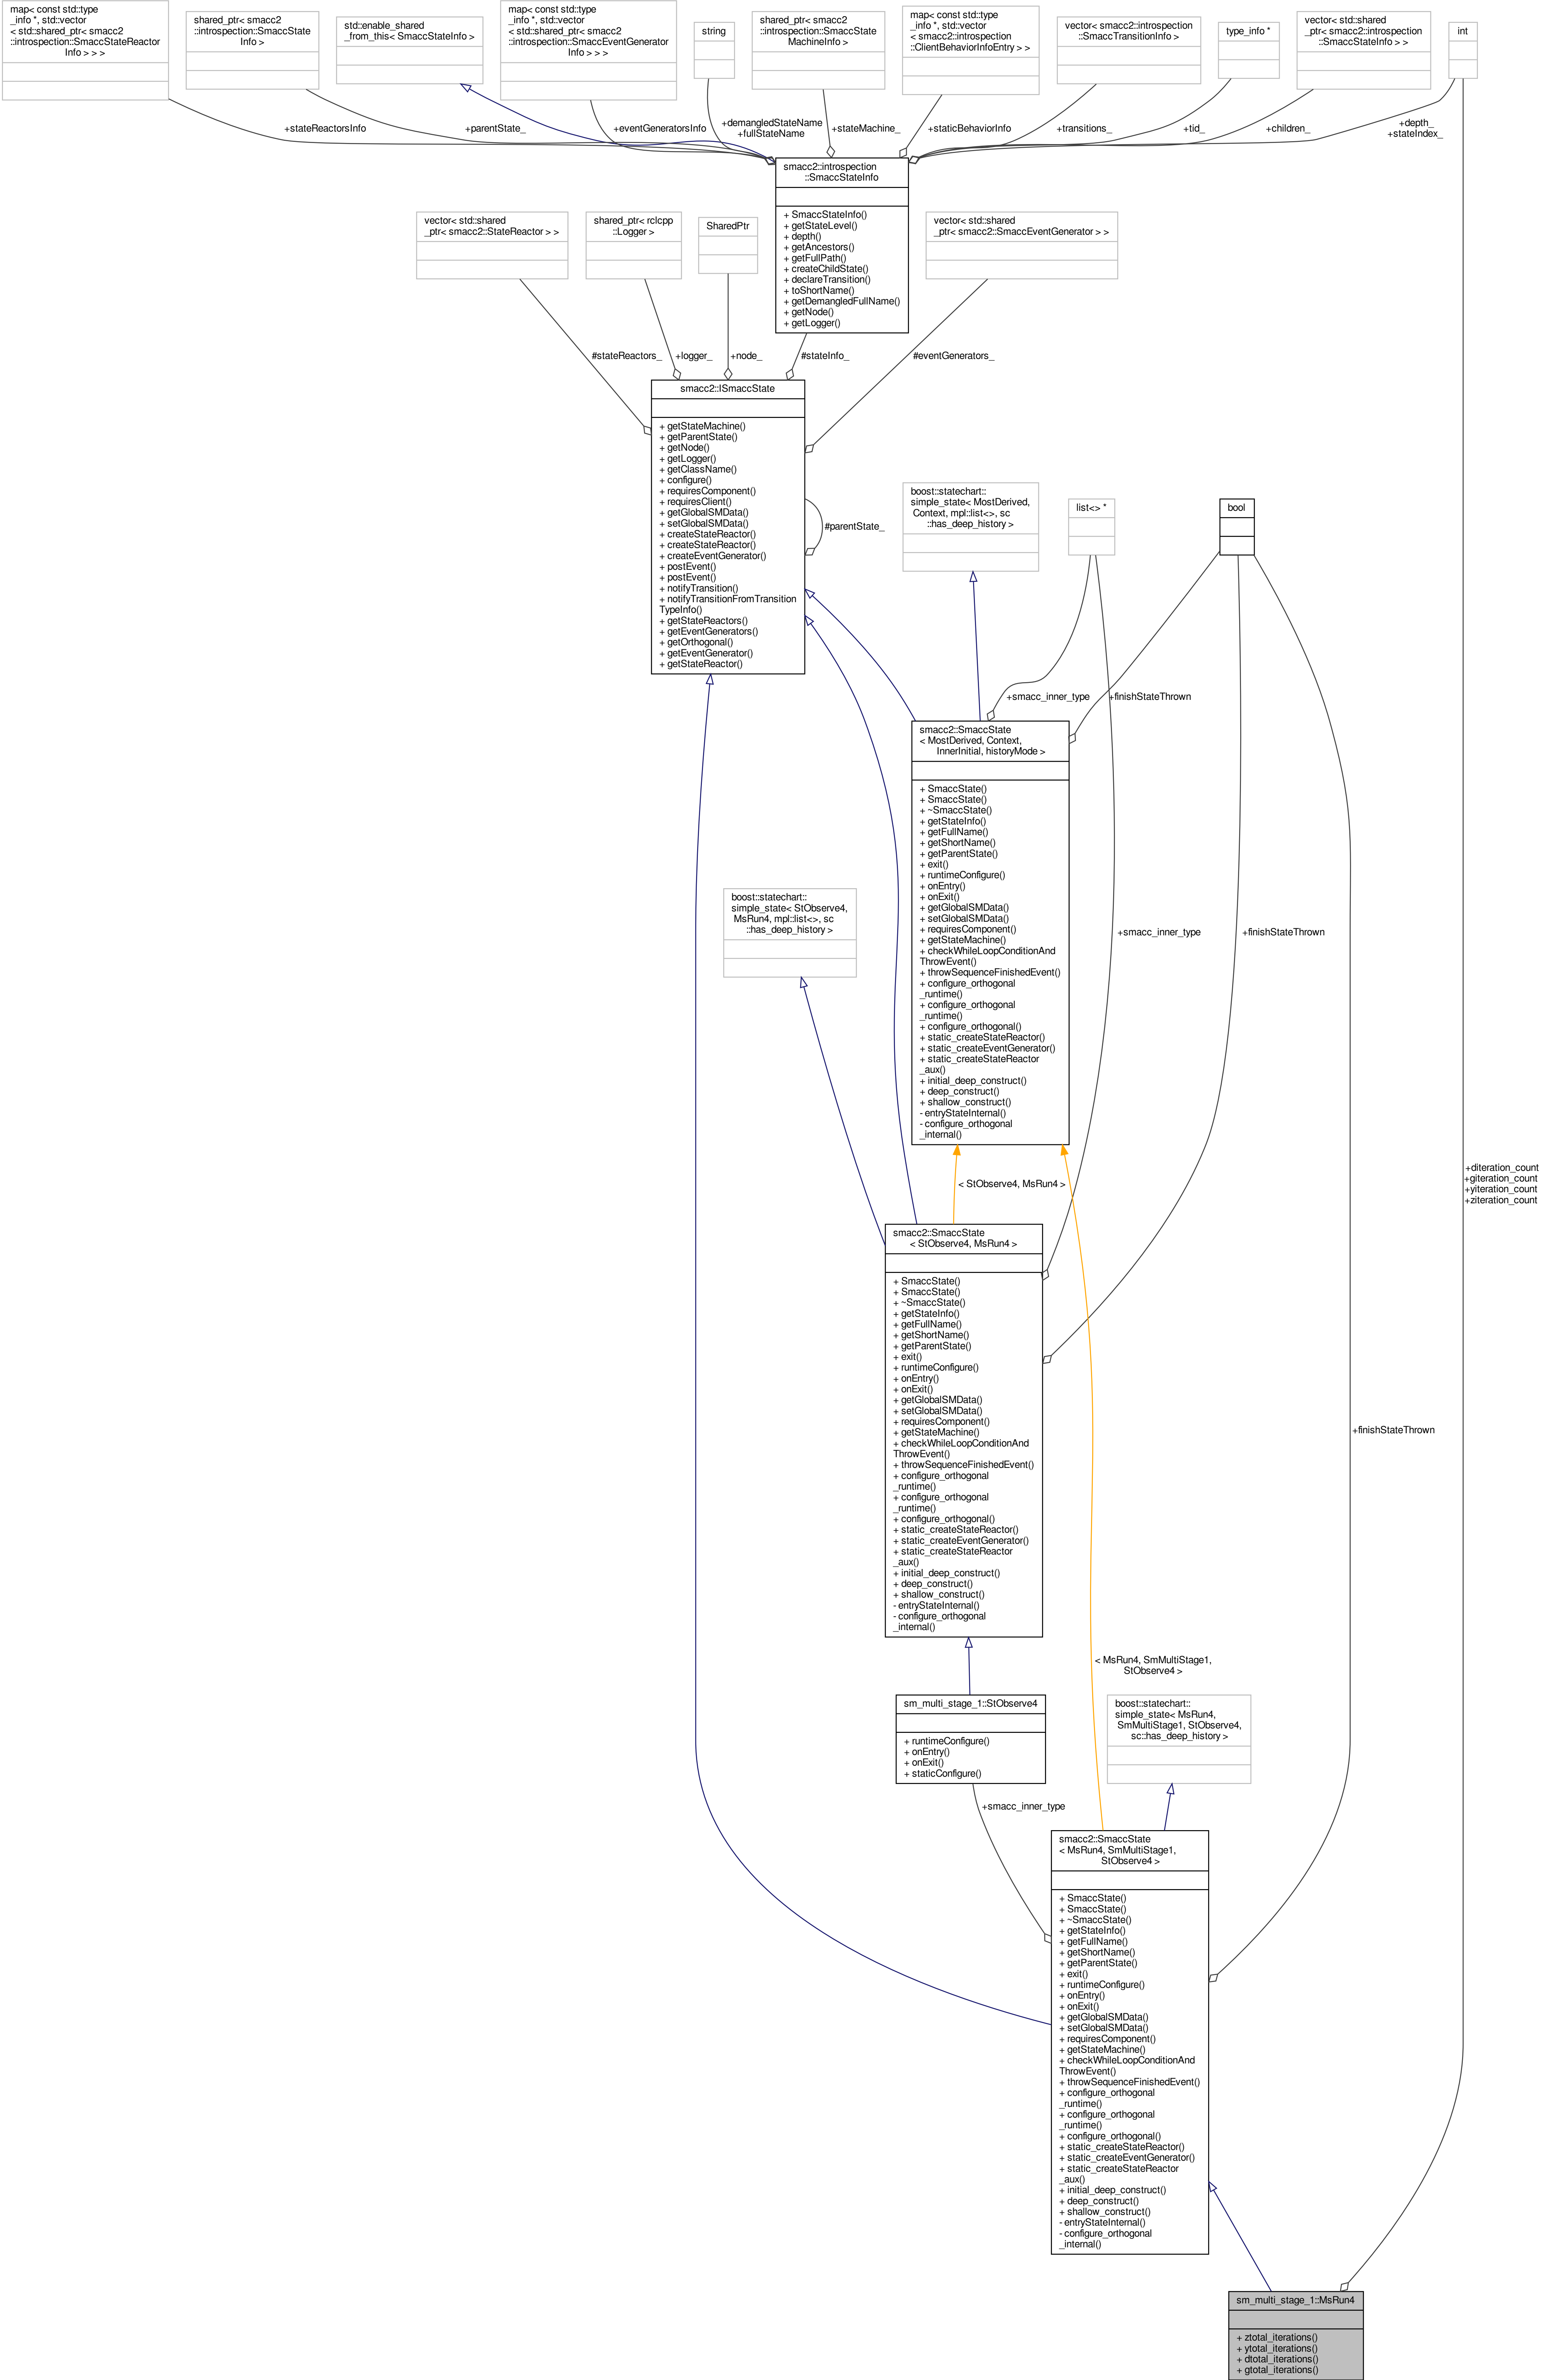 map< const std::type
_info *, std::vector
< std::shared_ptr< smacc2
::introspection::SmaccStateReactor
Info > > >
shared_ptr< smacc2
::introspection::SmaccState
Info >
std::enable_shared
_from_this< SmaccStateInfo >
map< const std::type
_info *, std::vector
< std::shared_ptr< smacc2
::introspection::SmaccEventGenerator
Info > > >
string
shared_ptr< smacc2
::introspection::SmaccState
MachineInfo >
map< const std::type
_info *, std::vector
< smacc2::introspection
::ClientBehaviorInfoEntry > >
vector< smacc2::introspection
::SmaccTransitionInfo >
type_info *
vector< std::shared
_ptr< smacc2::introspection
::SmaccStateInfo > >
int
+stateReactorsInfo
+parentState_
+eventGeneratorsInfo
+demangledStateName
+fullStateName
+stateMachine_
+staticBehaviorInfo
+transitions_
+tid_
+children_
+depth_
+stateIndex_
smacc2::introspection
::SmaccStateInfo
+ SmaccStateInfo()
+ getStateLevel()
+ depth()
+ getAncestors()
+ getFullPath()
+ createChildState()
+ declareTransition()
+ toShortName()
+ getDemangledFullName()
+ getNode()
+ getLogger()
vector< std::shared
_ptr< smacc2::StateReactor > >
shared_ptr< rclcpp
::Logger >
SharedPtr
vector< std::shared
_ptr< smacc2::SmaccEventGenerator > >
#stateReactors_
+logger_
+node_
#stateInfo_
#eventGenerators_
smacc2::ISmaccState
+ getStateMachine()
+ getParentState()
+ getNode()
+ getLogger()
+ getClassName()
+ configure()
+ requiresComponent()
+ requiresClient()
+ getGlobalSMData()
+ setGlobalSMData()
+ createStateReactor()
+ createStateReactor()
+ createEventGenerator()
+ postEvent()
+ postEvent()
+ notifyTransition()
+ notifyTransitionFromTransition
TypeInfo()
+ getStateReactors()
+ getEventGenerators()
+ getOrthogonal()
+ getEventGenerator()
+ getStateReactor()
#parentState_
boost::statechart::
simple_state< MostDerived,
Context, mpl::list<>, sc
::has_deep_history >
list<> *
bool
+smacc_inner_type
+finishStateThrown
smacc2::SmaccState
< MostDerived, Context,
InnerInitial, historyMode >
+ SmaccState()
+ SmaccState()
+ ~SmaccState()
+ getStateInfo()
+ getFullName()
+ getShortName()
+ getParentState()
+ exit()
+ runtimeConfigure()
+ onEntry()
+ onExit()
+ getGlobalSMData()
+ setGlobalSMData()
+ requiresComponent()
+ getStateMachine()
+ checkWhileLoopConditionAnd
ThrowEvent()
+ throwSequenceFinishedEvent()
+ configure_orthogonal
_runtime()
+ configure_orthogonal
_runtime()
+ configure_orthogonal()
+ static_createStateReactor()
+ static_createEventGenerator()
+ static_createStateReactor
_aux()
+ initial_deep_construct()
+ deep_construct()
+ shallow_construct()
- entryStateInternal()
- configure_orthogonal
_internal()
boost::statechart::
simple_state< StObserve4,
MsRun4, mpl::list<>, sc
::has_deep_history >
+smacc_inner_type
+finishStateThrown
< StObserve4, MsRun4 >
+diteration_count
+giteration_count
+yiteration_count
+ziteration_count
smacc2::SmaccState
< StObserve4, MsRun4 >
+ SmaccState()
+ SmaccState()
+ ~SmaccState()
+ getStateInfo()
+ getFullName()
+ getShortName()
+ getParentState()
+ exit()
+ runtimeConfigure()
+ onEntry()
+ onExit()
+ getGlobalSMData()
+ setGlobalSMData()
+ requiresComponent()
+ getStateMachine()
+ checkWhileLoopConditionAnd
ThrowEvent()
+ throwSequenceFinishedEvent()
+ configure_orthogonal
_runtime()
+ configure_orthogonal
_runtime()
+ configure_orthogonal()
+ static_createStateReactor()
+ static_createEventGenerator()
+ static_createStateReactor
_aux()
+ initial_deep_construct()
+ deep_construct()
+ shallow_construct()
- entryStateInternal()
- configure_orthogonal
_internal()
+finishStateThrown
< MsRun4, SmMultiStage1,
StObserve4 >
sm_multi_stage_1::StObserve4
+ runtimeConfigure()
+ onEntry()
+ onExit()
+ staticConfigure()
boost::statechart::
simple_state< MsRun4,
SmMultiStage1, StObserve4,
sc::has_deep_history >
+smacc_inner_type
smacc2::SmaccState
< MsRun4, SmMultiStage1,
StObserve4 >
+ SmaccState()
+ SmaccState()
+ ~SmaccState()
+ getStateInfo()
+ getFullName()
+ getShortName()
+ getParentState()
+ exit()
+ runtimeConfigure()
+ onEntry()
+ onExit()
+ getGlobalSMData()
+ setGlobalSMData()
+ requiresComponent()
+ getStateMachine()
+ checkWhileLoopConditionAnd
ThrowEvent()
+ throwSequenceFinishedEvent()
+ configure_orthogonal
_runtime()
+ configure_orthogonal
_runtime()
+ configure_orthogonal()
+ static_createStateReactor()
+ static_createEventGenerator()
+ static_createStateReactor
_aux()
+ initial_deep_construct()
+ deep_construct()
+ shallow_construct()
- entryStateInternal()
- configure_orthogonal
_internal()
sm_multi_stage_1::MsRun4
+ ztotal_iterations()
+ ytotal_iterations()
+ dtotal_iterations()
+ gtotal_iterations()